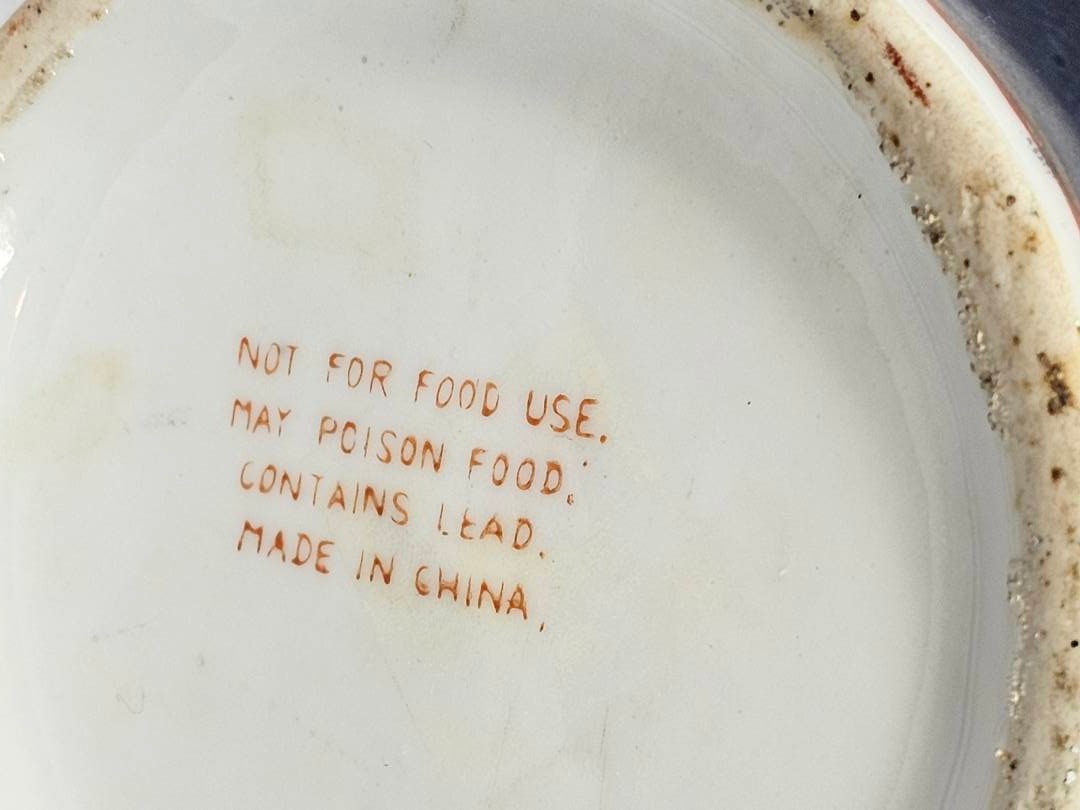 NOT FOR FOOD USE.
MAY POISON FOOD.
CONTAINS LEAD.
MADE IN CHINA.